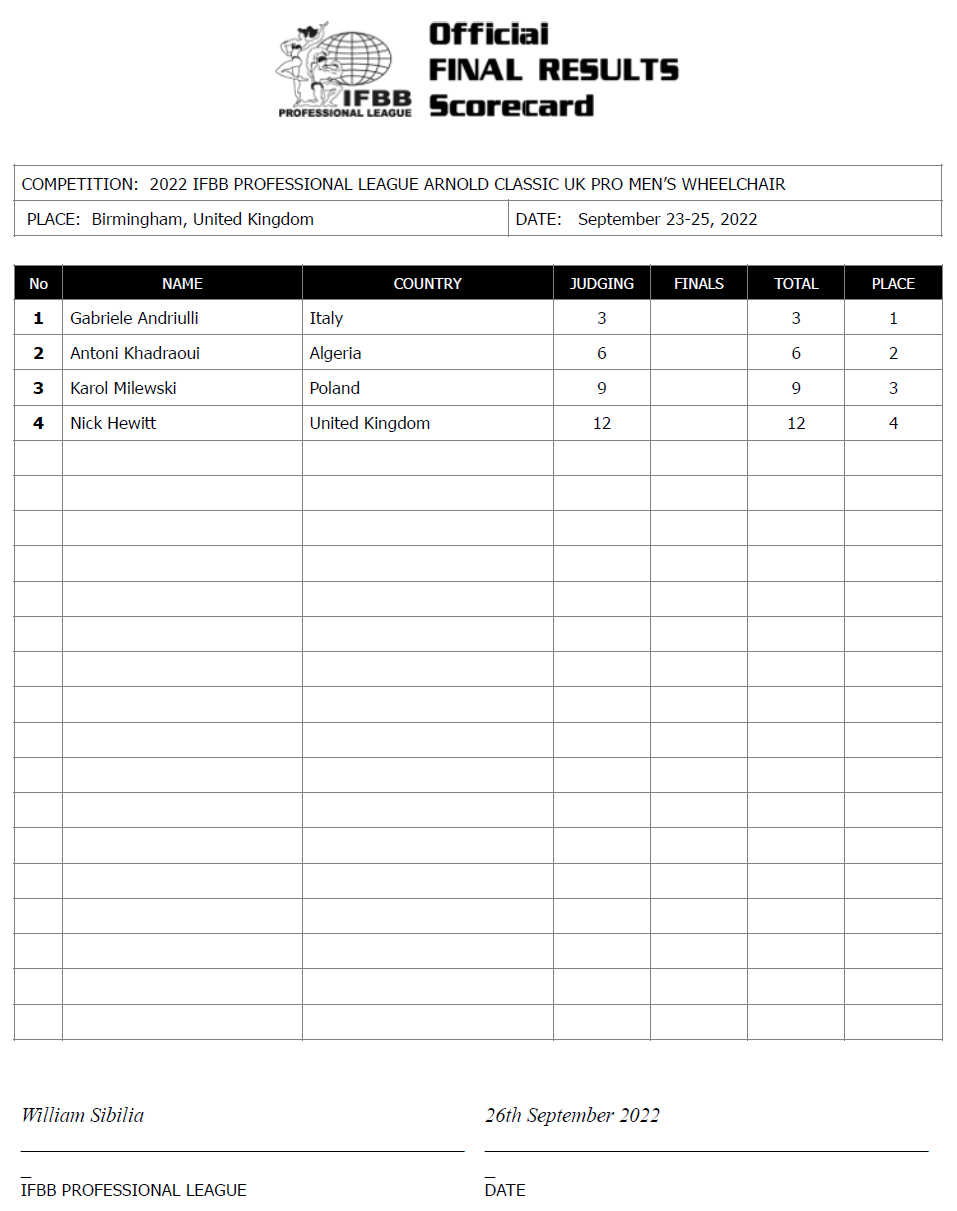 Official
FINAL RESULTS
Scorecard
IFBB
PROFESSIONAL LEAGUE
COMPETITION: 2022 IFBB PROFESSIONAL LEAGUE ARNOLD CLASSIC UK PRO MEN’S WHEELCHAIR
PLACE: Birmingham, United Kingdom DATE: September 23-25, 2022
No NAME COUNTRY JUDGING FINALS TOTAL PLACE
1 Gabriele Andriulli Italy 3 3 1
2 Antoni Khadraoui Algeria 6 6 2
3 Karol Milewski Poland 9 9 3
4 Nick Hewitt United Kingdom 12 12 4
William Sibilia 26th September 2022
IFBB PROFESSIONAL LEAGUE DATE